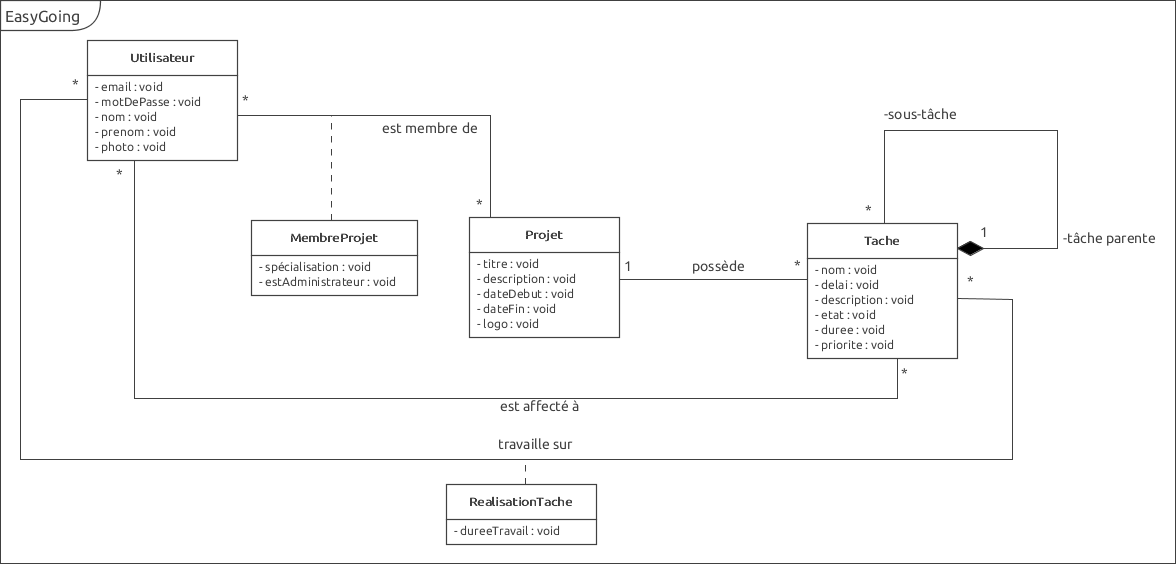 EasyGoing
Utilisateur
- email : void
- motDePasse : void
- nom : void
- prenom : void
- photo : void
*
*
*
est membre de
*
MembreProjet
- spécialisation : void
- estAdministrateur : void
Projet
- titre : void
- description : void
- dateDebut : void
- dateFin : void
- logo : void
1
possède
*
-sous-tâche
*
1
-tâche parente
Tache
- nom : void
- delai : void
- description : void
- etat : void
- duree : void
- priorite : void
*
*
est affecté à
travaille sur
RealisationTache
- dureeTravail : void